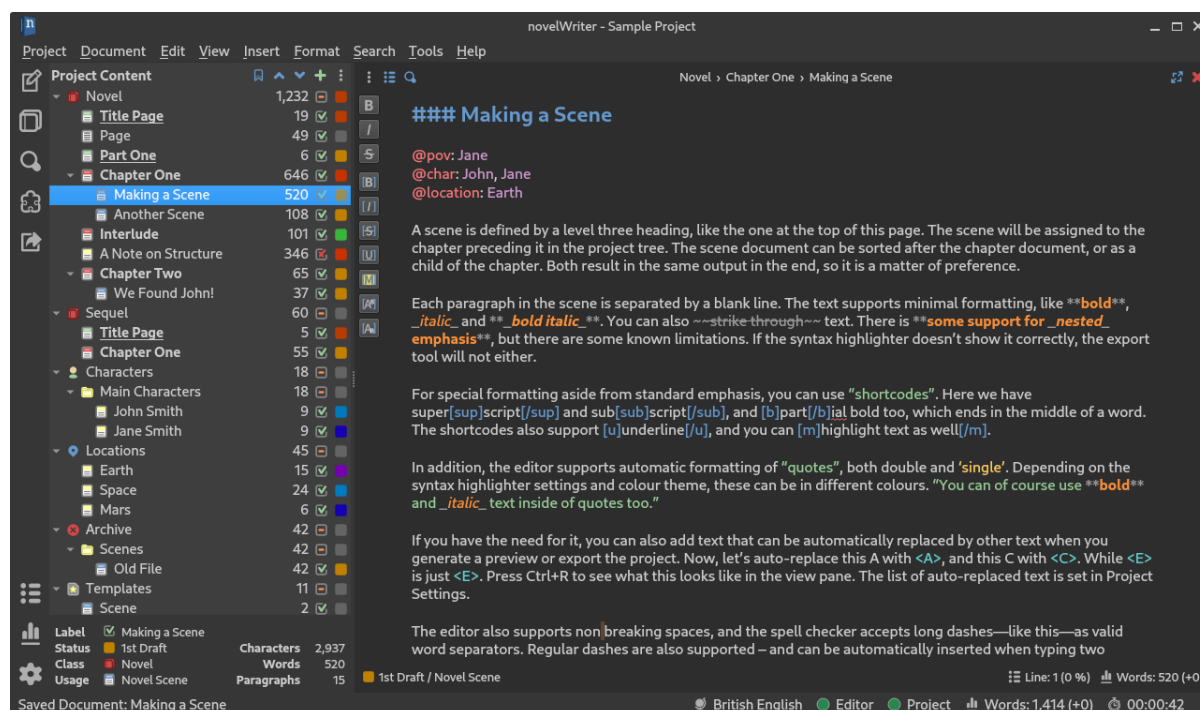 novelWriter - Sample Project
Project Document Edit View Insert Format Search Tools Help
Project Content
Novel 1,232
Title Page 19
Page 49
Part One 6
Chapter One 646
Making a Scene 520
Another Scene 108
Interlude 101
A Note on Structure 346
Chapter Two 65
We Found John! 37
Sequel 60
Title Page 5
Chapter One 55
Characters 18
Main Characters 18
John Smith 9
Jane Smith 9
Locations 45
Earth 15
Space 24
Mars 6
Archive 42
Scenes 42
Old File 42
Templates 11
Scene 2
Label Making a Scene
Status 1st Draft Characters 2,937
Class Novel Words 520
Usage Novel Scene Paragraphs 15
Novel › Chapter One › Making a Scene
B
I
S
[B]
[I]
[S]
[U]
[M]
### Making a Scene
@pov: Jane
@char: John, Jane
@location: Earth
A scene is defined by a level three heading, like the one at the top of this page. The scene will be assigned to the
chapter preceding it in the project tree. The scene document can be sorted after the chapter document, or as a
child of the chapter. Both result in the same output in the end, so it is a matter of preference.
Each paragraph in the scene is separated by a blank line. The text supports minimal formatting, like **bold**,
_italic_ and **_bold italic_**. You can also ~~strike through~~ text. There is **some support for _nested_
emphasis**, but there are some known limitations. If the syntax highlighter doesn’t show it correctly, the export
tool will not either.
For special formatting aside from standard emphasis, you can use “shortcodes”. Here we have
super[sup]script[/sup] and sub[sub]script[/sub], and [b]part[/b]ial bold too, which ends in the middle of a word.
The shortcodes also support [u]underline[/u], and you can [m]highlight text as well[/m].
In addition, the editor supports automatic formatting of “quotes”, both double and ‘single’. Depending on the
syntax highlighter settings and colour theme, these can be in different colours. “You can of course use **bold**
and _italic_ text inside of quotes too.”
If you have the need for it, you can also add text that can be automatically replaced by other text when you
generate a preview or export the project. Now, let’s auto-replace this A with <A>, and this C with <C>. While <E>
is just <E>. Press Ctrl+R to see what this looks like in the view pane. The list of auto-replaced text is set in Project
Settings.
The editor also supports non breaking spaces, and the spell checker accepts long dashes—like this—as valid
word separators. Regular dashes are also supported – and can be automatically inserted when typing two
1st Draft / Novel Scene Line: 1 (0 %) Words: 520 (+0
Saved Document: Making a Scene British English Editor Project Words: 1,414 (+0) 00:00:42